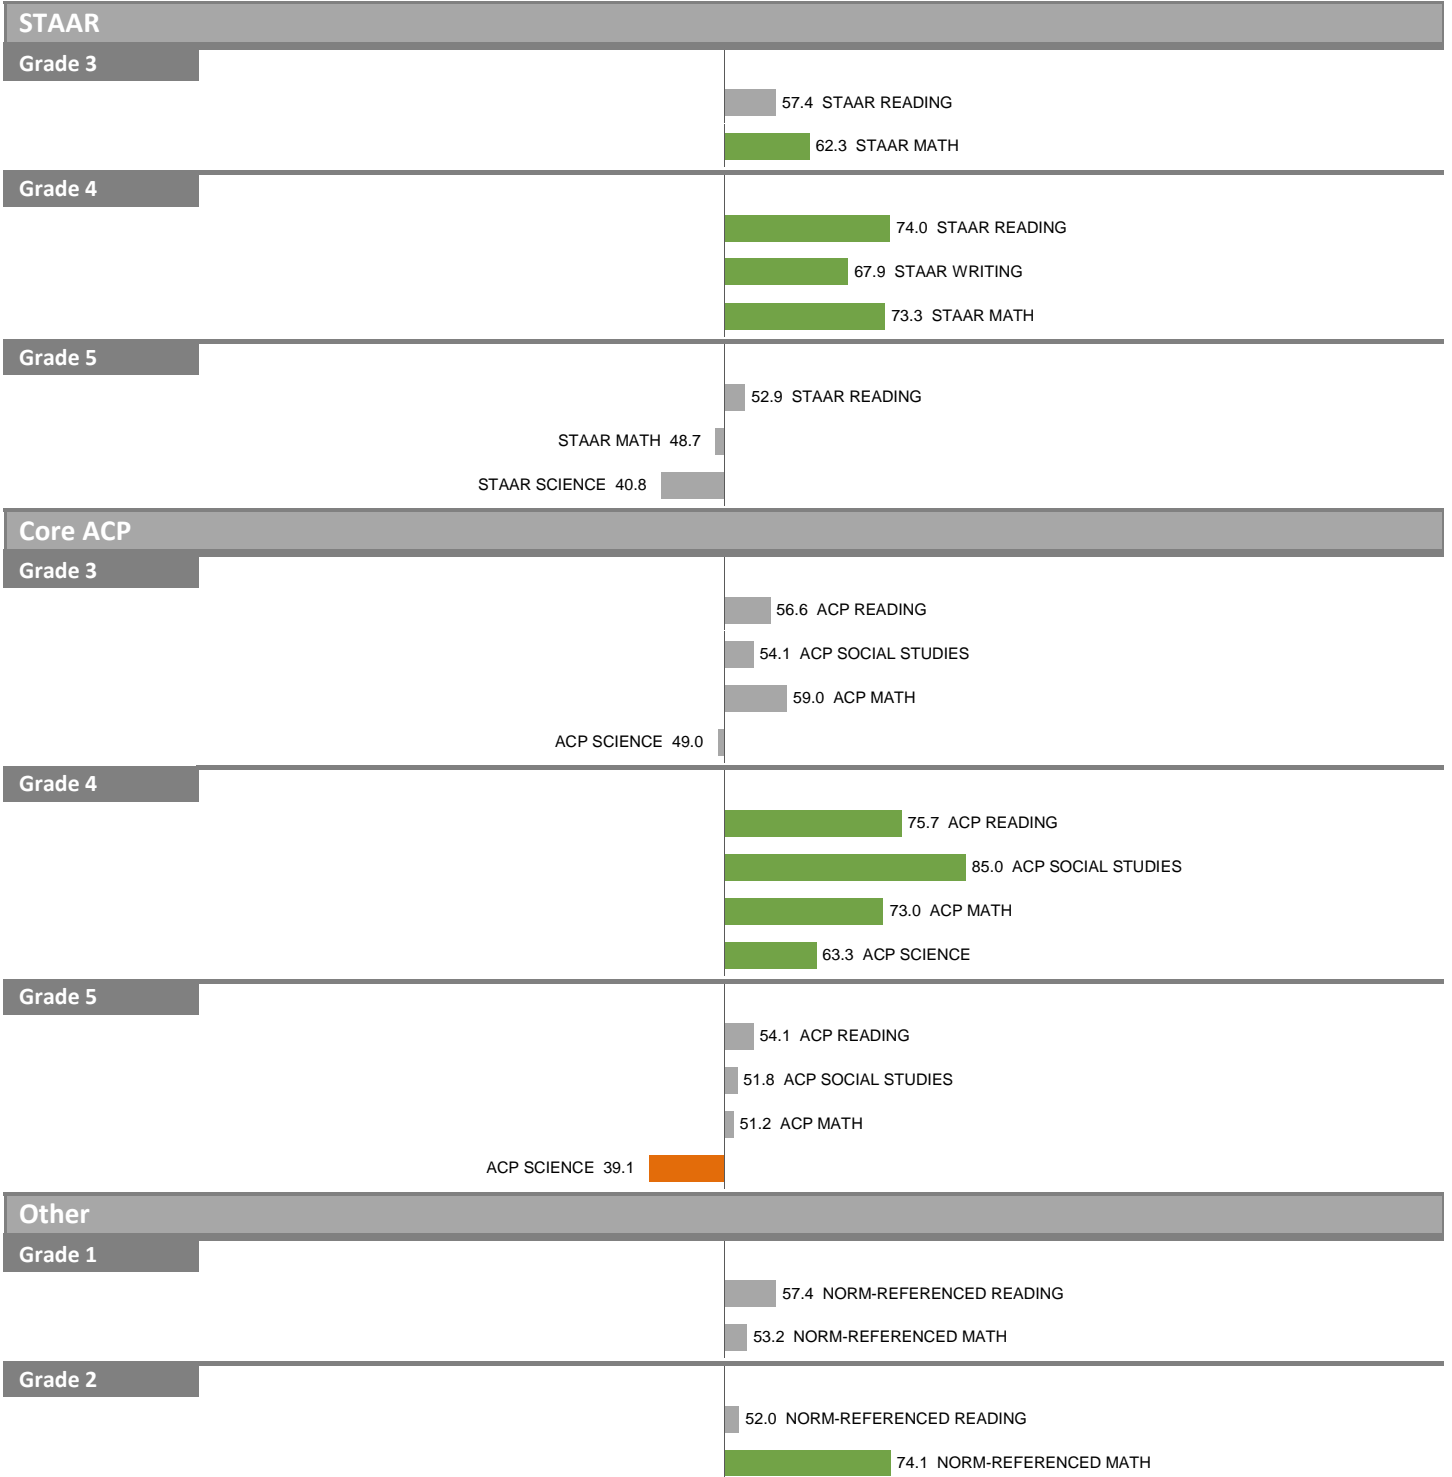 STAAR
Grade 3
57.4 STAAR READING
62.3 STAAR MATH
Grade 4
74.0 STAAR READING
67.9 STAAR WRITING
73.3 STAAR MATH
Grade 5
52.9 STAAR READING
STAAR MATH 48.7
STAAR SCIENCE 40.8
Core ACP
Grade 3
56.6 ACP READING
54.1 ACP SOCIAL STUDIES
59.0 ACP MATH
ACP SCIENCE 49.0
Grade 4
75.7 ACP READING
85.0 ACP SOCIAL STUDIES
73.0 ACP MATH
63.3 ACP SCIENCE
Grade 5
54.1 ACP READING
51.8 ACP SOCIAL STUDIES
51.2 ACP MATH
ACP SCIENCE 39.1
Other
Grade 1
57.4 NORM-REFERENCED READING
53.2 NORM-REFERENCED MATH
Grade 2
52.0 NORM-REFERENCED READING
74.1 NORM-REFERENCED MATH